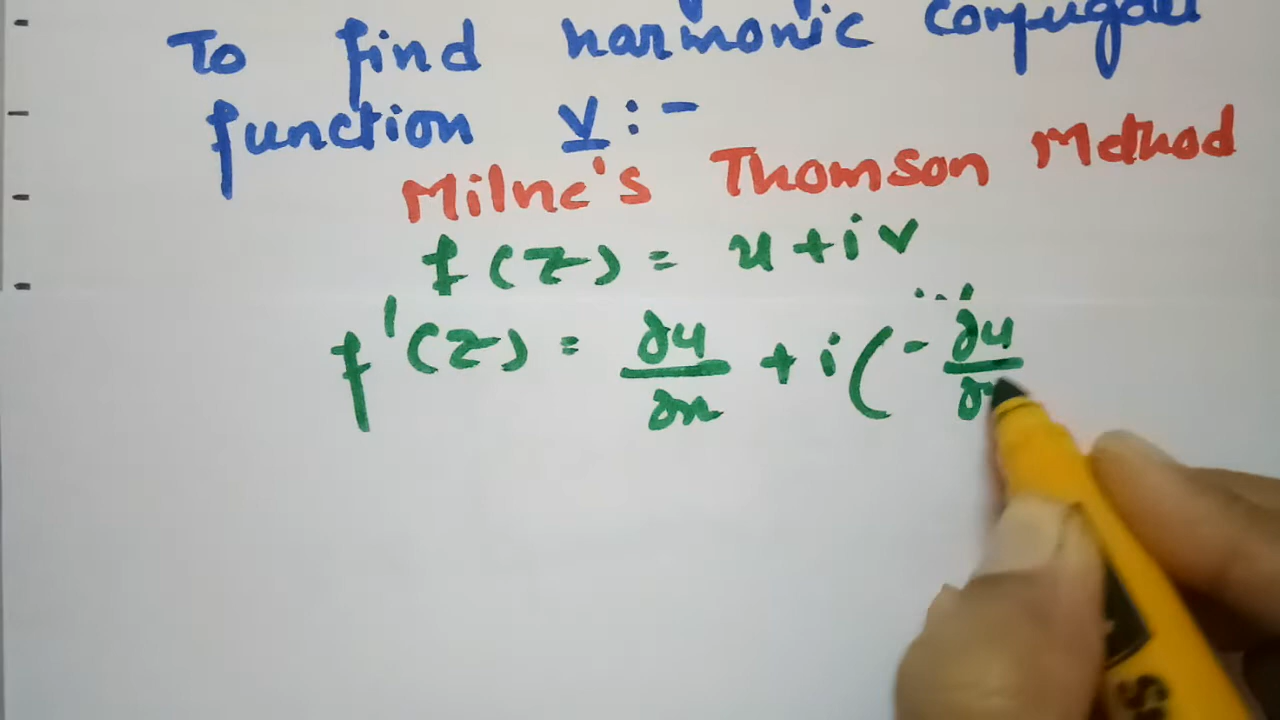 To find harmonic conjugate
function v:-
Milne's Thomson Method
f(z) = u + iv
f'(z) = ∂u/∂x + i(-∂u/∂